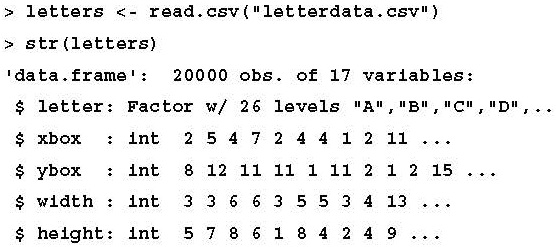 > letters <- read.csv("letterdata.csv")
> str(letters)
'data.frame': 20000 obs. of 17 variables:
$ letter: Factor w/ 26 levels "A","B","C","D",..
$ xbox : int 2 5 4 7 2 4 4 1 2 11 ...
$ ybox : int 8 12 11 11 1 11 2 1 2 15 ...
$ width : int 3 3 6 6 3 5 5 3 4 13 ...
$ height: int 5 7 8 6 1 8 4 2 4 9 ...